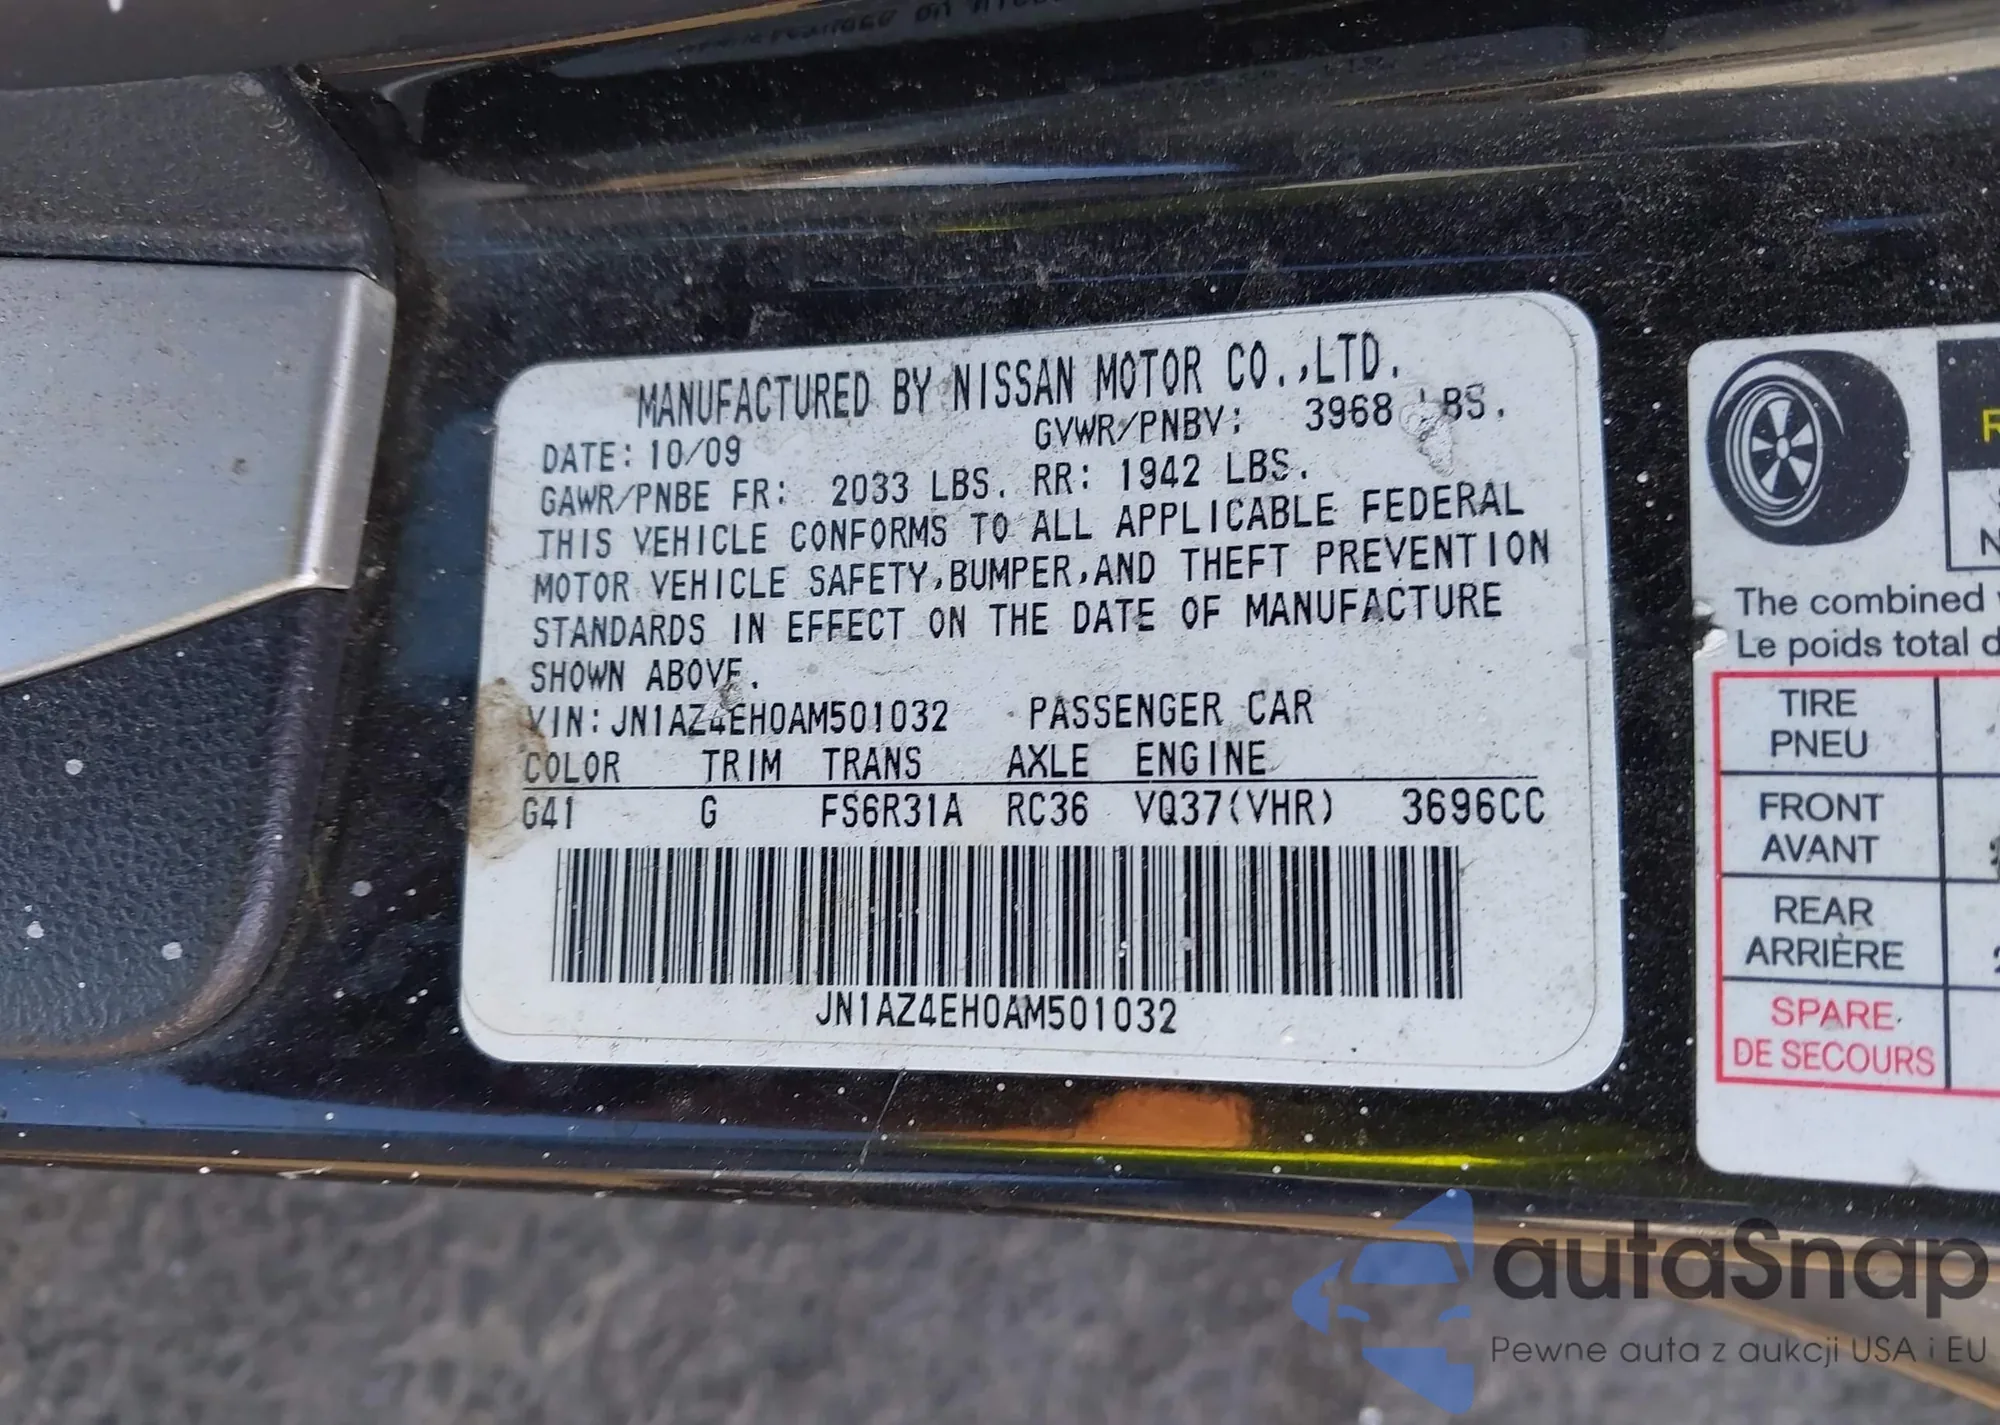 MANUFACTURED BY NISSAN MOTOR CO.,LTD.
DATE: 10/09 GVWR/PNBV: 3968 LBS.
GAWR/PNBE FR: 2033 LBS. RR: 1942 LBS.
THIS VEHICLE CONFORMS TO ALL APPLICABLE FEDERAL
MOTOR VEHICLE SAFETY,BUMPER,AND THEFT PREVENTION
STANDARDS IN EFFECT ON THE DATE OF MANUFACTURE
SHOWN ABOVE.
VIN: JN1AZ4EH0AM501032 PASSENGER CAR
COLOR TRIM TRANS AXLE ENGINE
G41 G FS6R31A RC36 VQ37(VHR) 3696CC
JN1AZ4EH0AM501032
The combined
Le poids total
TIRE
PNEU
FRONT
AVANT
REAR
ARRIÈRE
SPARE
DE SECOURS
autaSnap
Pewne auta z aukcji USA i EU